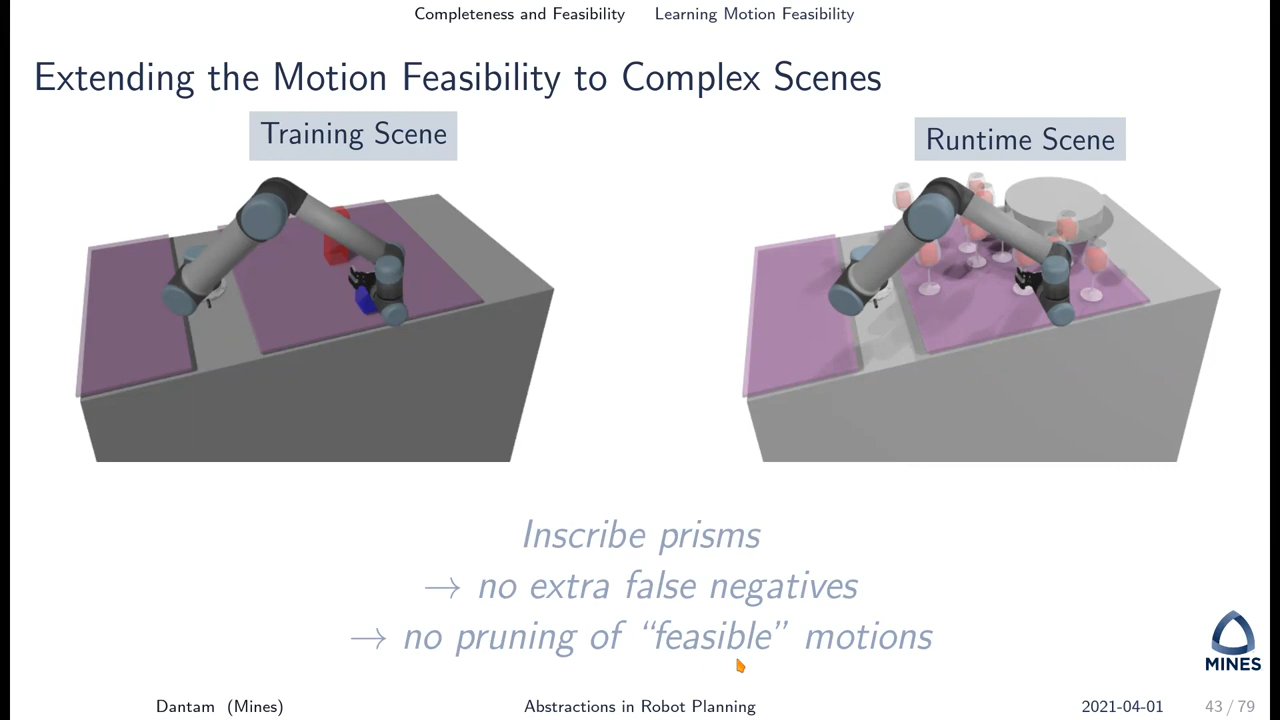 Completeness and Feasibility Learning Motion Feasibility
Extending the Motion Feasibility to Complex Scenes
Training Scene
Runtime Scene
Inscribe prisms
→ no extra false negatives
→ no pruning of “feasible” motions
MINES
Dantam (Mines) Abstractions in Robot Planning 2021-04-01 43 / 79